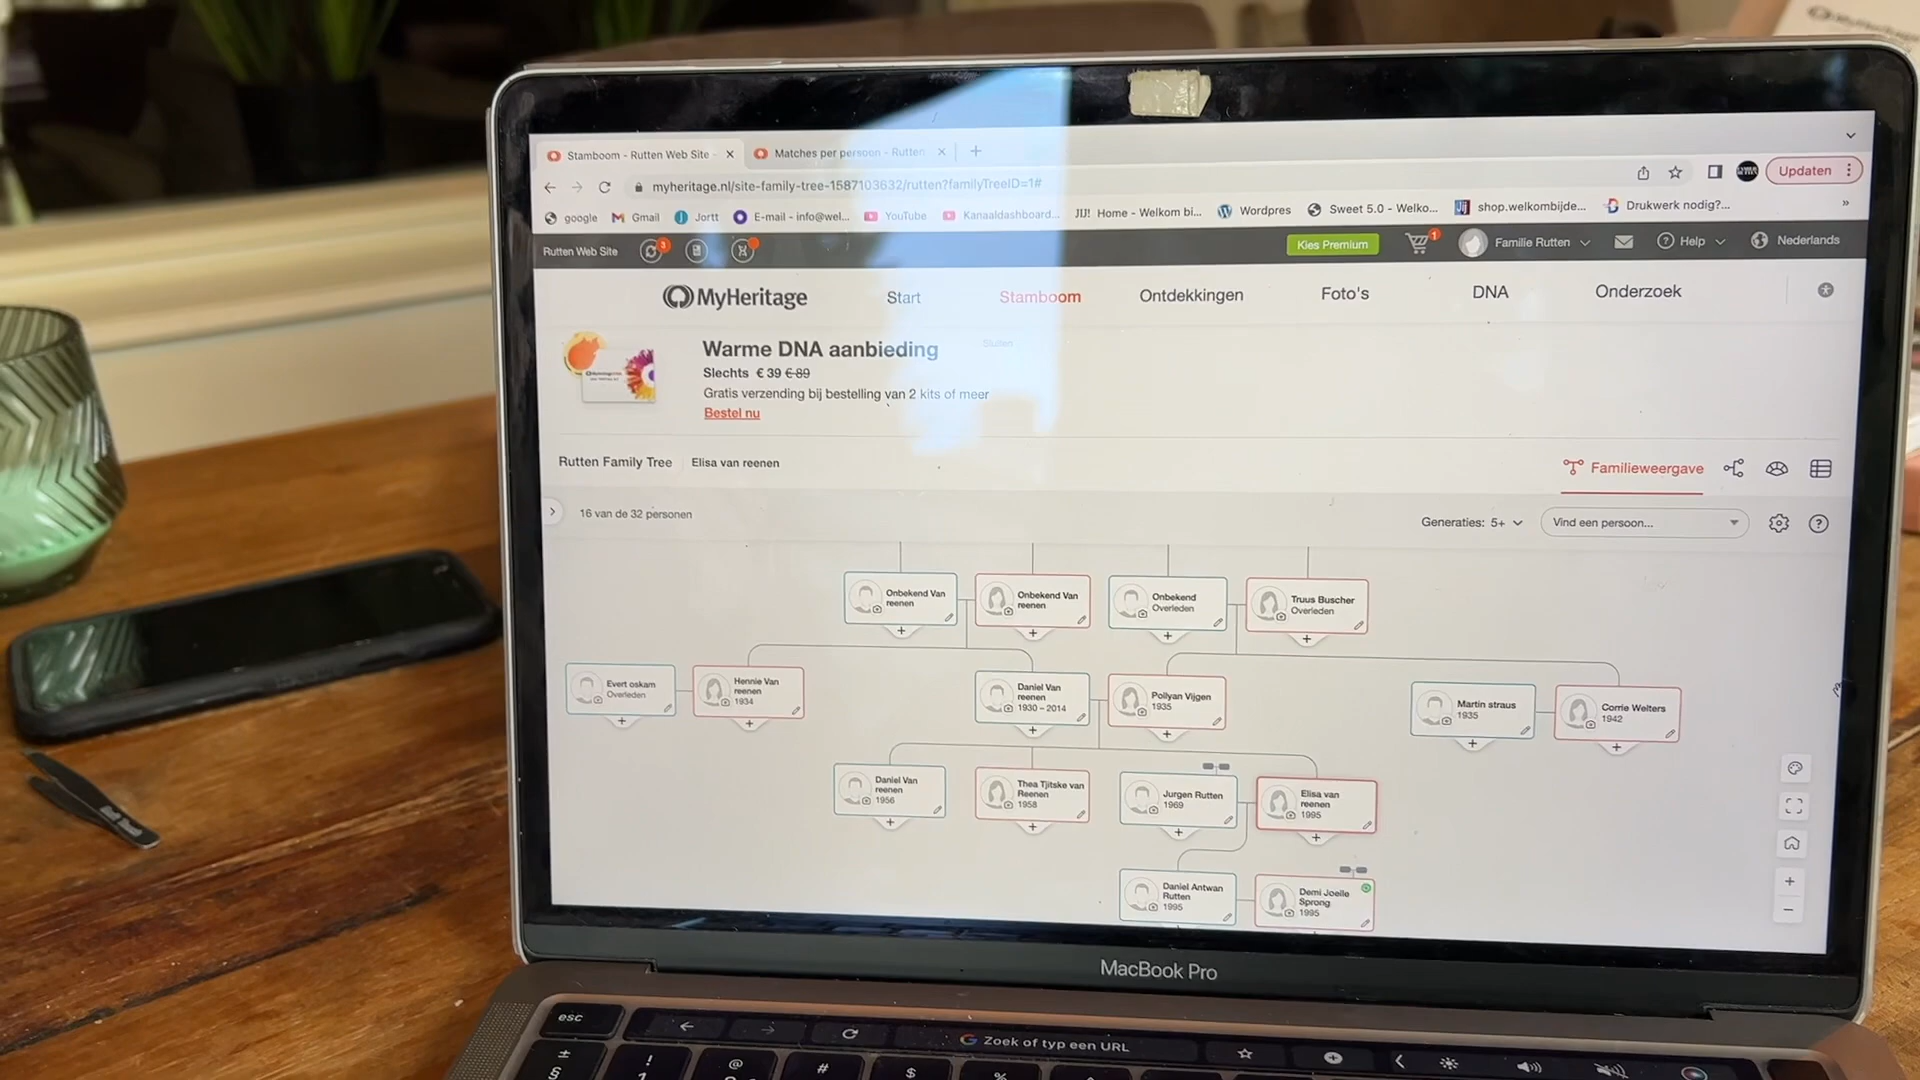 Stamboom - Rutten Web Site
Matches per persoon - Rutten
myheritage.nl/site-family-tree-1587103632/rutten?familyTreeID=1#
Updaten
google
Gmail
Jortt
E-mail - info@wel...
YouTube
Kanaaldashboard...
JIJ! Home - Welkom bi...
Wordpres
Sweet 5.0 - Welko...
Jij shop.welkombijde...
Drukwerk nodig?...
»
Rutten Web Site
3
Kies Premium
1
Familie Rutten
Help
Nederlands
MyHeritage
Start
Stamboom
Ontdekkingen
Foto's
DNA
Onderzoek
Warme DNA aanbieding
Sluiten
Slechts € 39 € 89
Gratis verzending bij bestelling van 2 kits of meer
Bestel nu
Rutten Family Tree
Elisa van reenen
Familieweergave
16 van de 32 personen
Generaties: 5+
Vind een persoon...
Onbekend Van
reenen
Onbekend Van
reenen
Onbekend
Overleden
Truus Buscher
Overleden
Evert oskam
Overleden
Hennie Van
reenen
1934
Daniel Van
reenen
1930 – 2014
Pollyan Vijgen
1935
Martin straus
1935
Corrie Welters
1942
Daniel Van
reenen
1956
Thea Tjitske van
Reenen
1958
Jurgen Rutten
1969
Elisa van
reenen
1995
Daniel Antwan
Rutten
1995
Demi Joelle
Sprong
1995
MacBook Pro
esc
Zoek of typ een URL
±
§
!
1
@
#
$
%